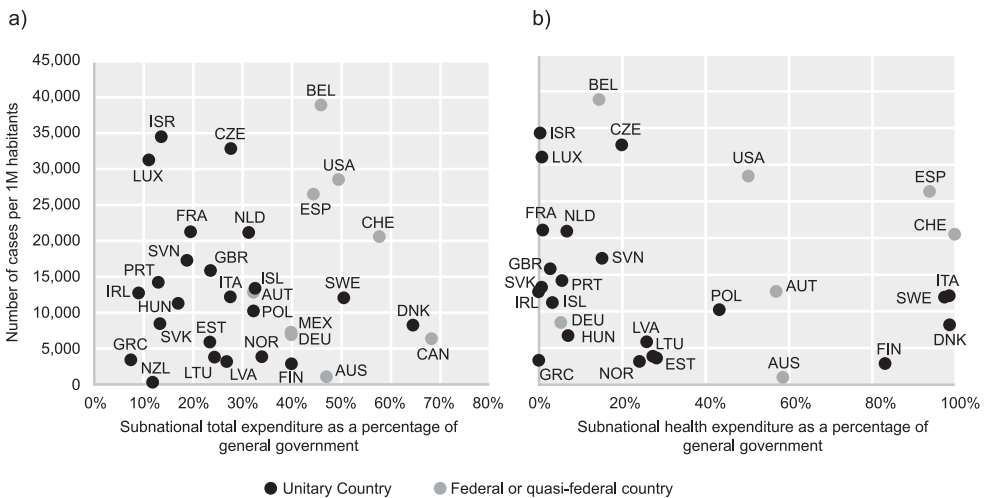 a)
b)
Number of cases per 1M habitants
45,000
40,000
35,000
30,000
25,000
20,000
15,000
10,000
5,000
0
BEL
ISR
CZE
LUX
USA
ESP
FRA
NLD
CHE
SVN
GBR
PRT
ITA
ISL
AUT
SWE
IRL
HUN
POL
SVK
EST
MEX
DEU
DNK
CAN
GRC
NZL
LTU
LVA
NOR
FIN
AUS
0%
10%
20%
30%
40%
50%
60%
70%
80%
Subnational total expenditure as a percentage of
general government
BEL
ISR
CZE
LUX
USA
ESP
FRA
NLD
CHE
GBR
SVN
SVK
PRT
IRL
ISL
AUT
ITA
SWE
POL
DEU
HUN
LVA
LTU
DNK
GRC
NOR
EST
AUS
FIN
0%
20%
40%
60%
80%
100%
Subnational health expenditure as a percentage of
general government
Unitary Country
Federal or quasi-federal country